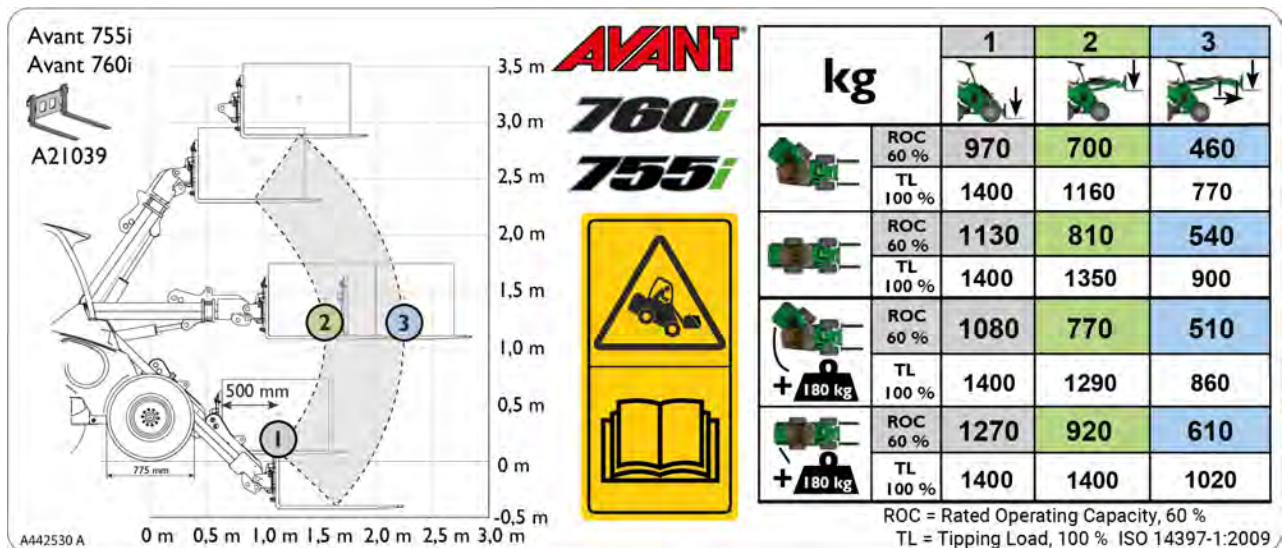 Avant 755i
Avant 760i
A21039
3,5 m
3,0 m
2,5 m
2,0 m
1,5 m
1,0 m
0,5 m
0 m
-0,5 m
2
3
500 mm
1
775 mm
A442530 A
0 m 0,5 m 1,0 m 1,5 m 2,0 m 2,5 m 3,0 m
AVANT
760i
755i
kg
1 2 3
ROC 60 % 970 700 460
TL 100 % 1400 1160 770
ROC 60 % 1130 810 540
TL 100 % 1400 1350 900
ROC 60 % 1080 770 510
+ 180 kg
TL 100 % 1400 1290 860
ROC 60 % 1270 920 610
+ 180 kg
TL 100 % 1400 1400 1020
ROC = Rated Operating Capacity, 60 %
TL = Tipping Load, 100 % ISO 14397-1:2009